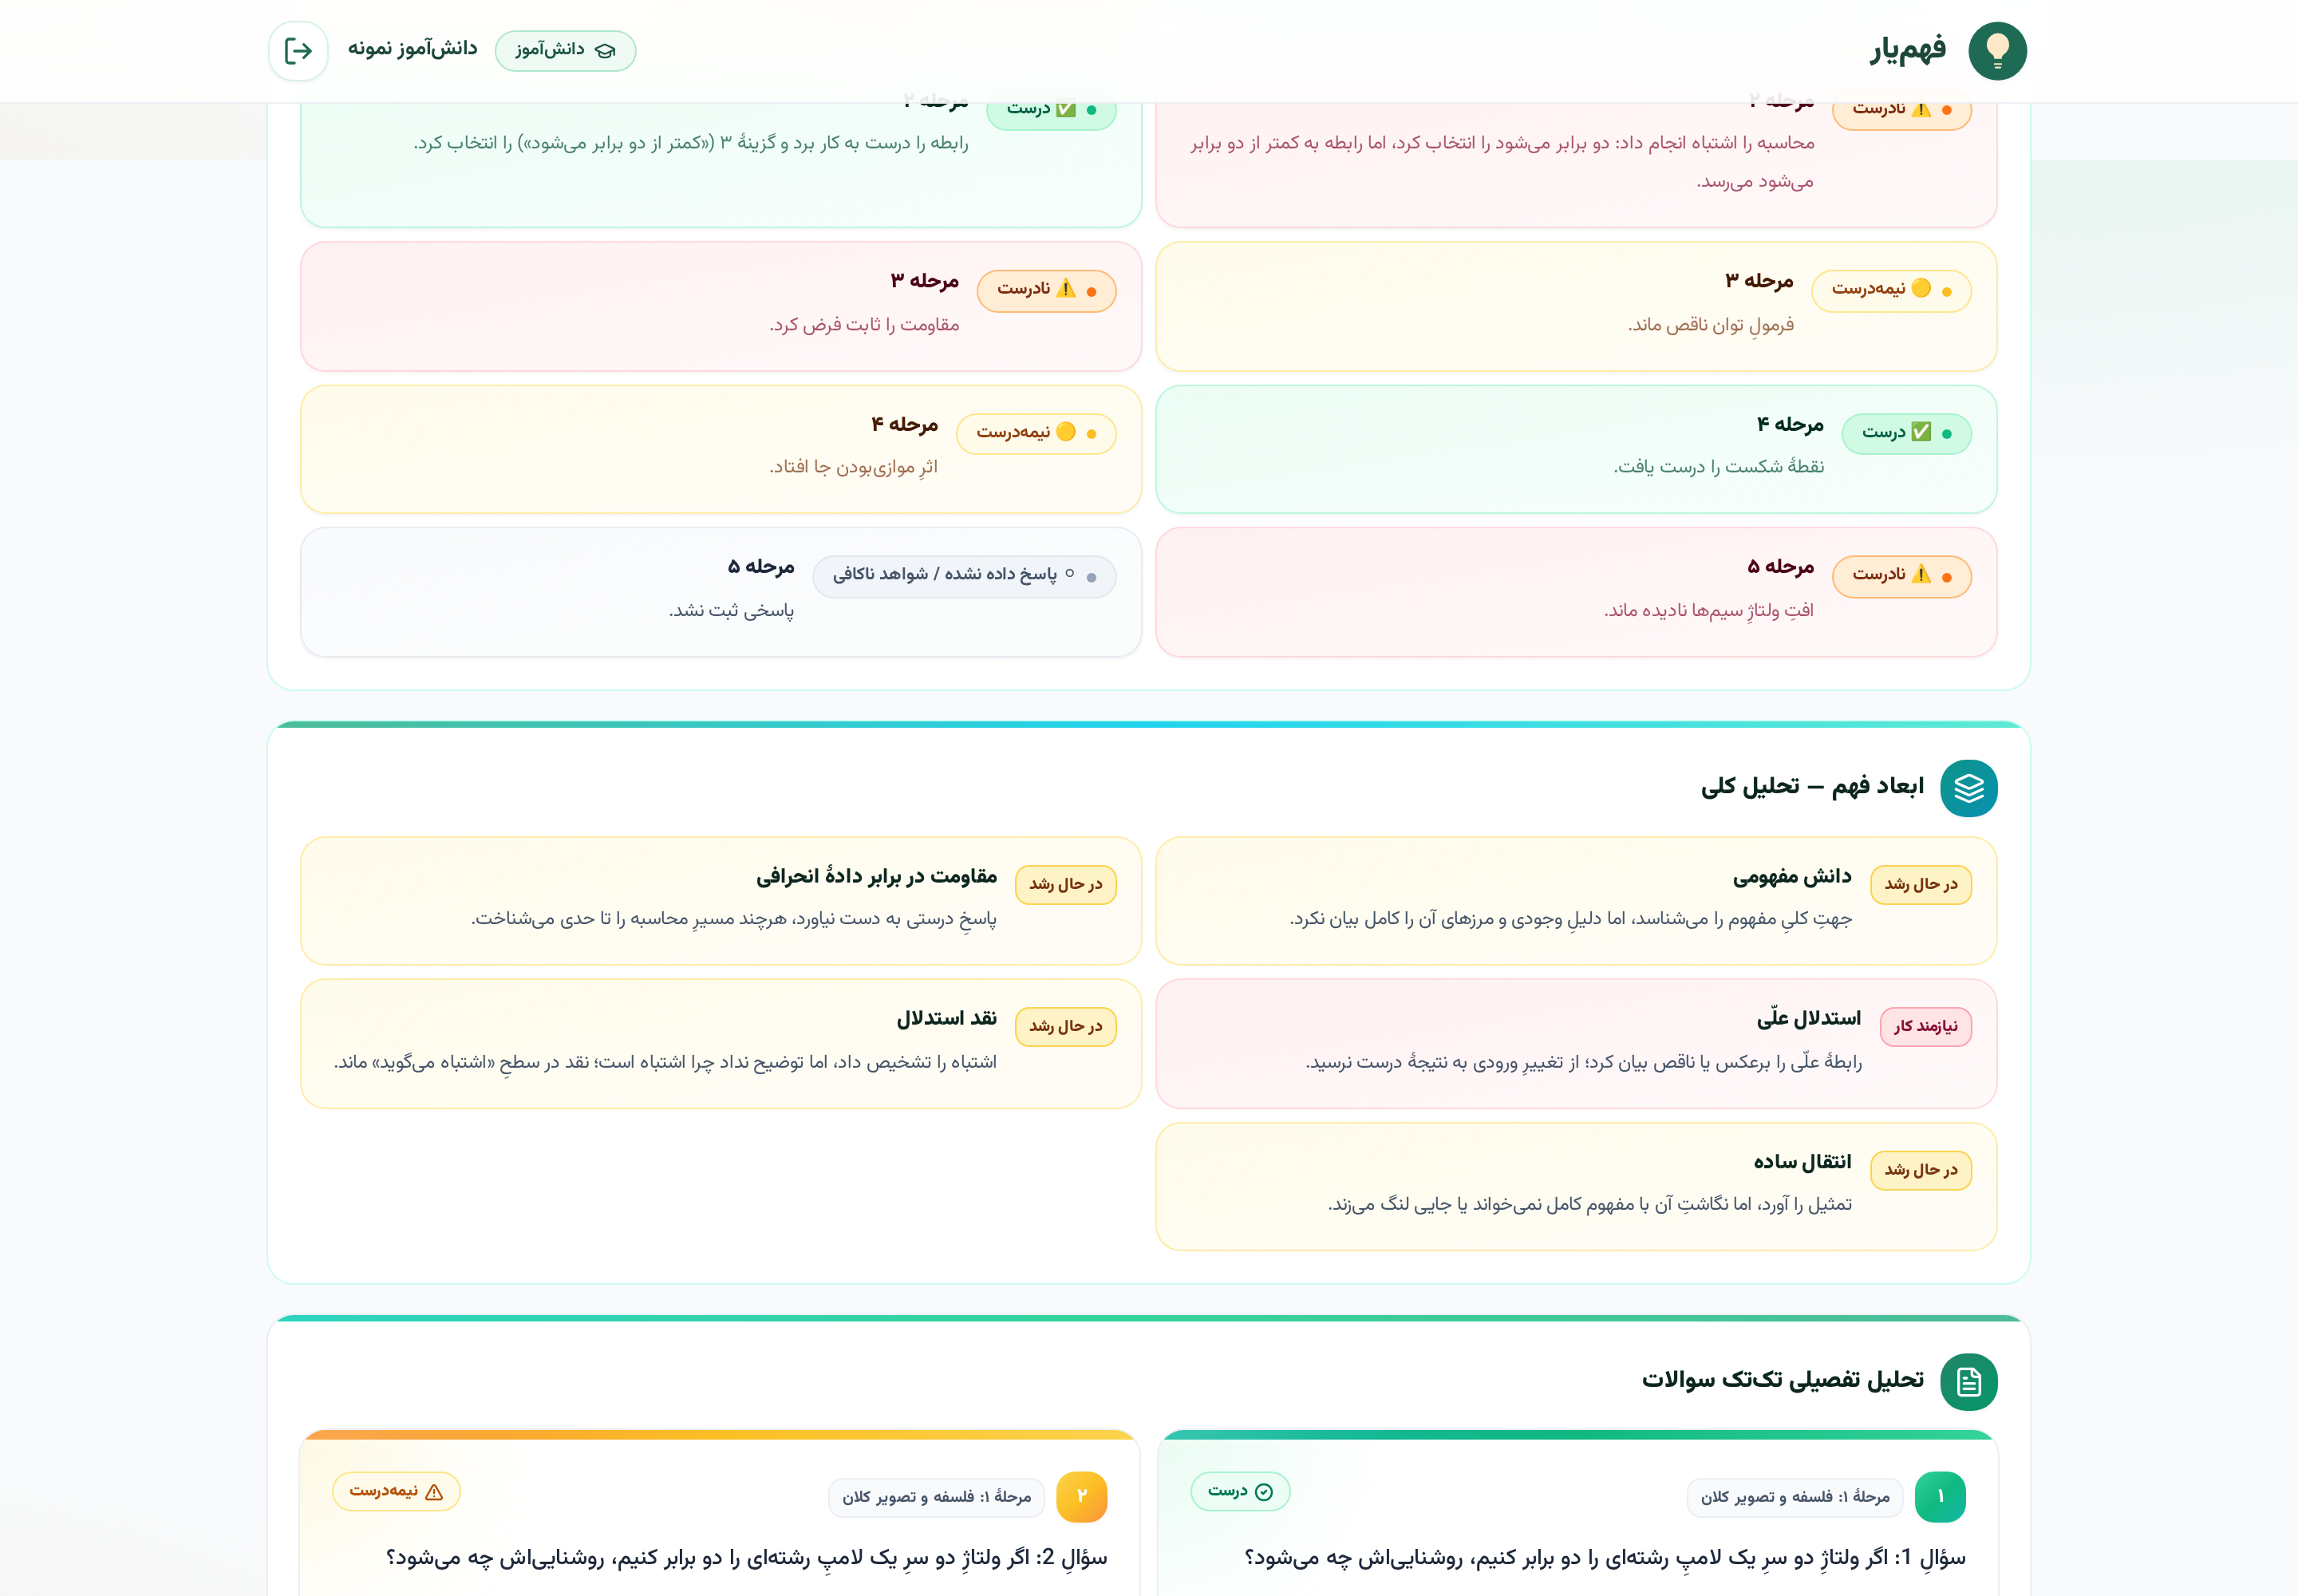 فهم‌یار
دانش‌آموز
دانش‌آموز نمونه
⚠️ نادرست
مرحله ۲
محاسبه را اشتباه انجام داد: دو برابر می‌شود را انتخاب کرد، اما رابطه به کمتر از دو برابر
می‌شود می‌رسد.
✅ درست
مرحله ۲
رابطه را درست به کار برد و گزینهٔ ۳ («کمتر از دو برابر می‌شود») را انتخاب کرد.
🟡 نیمه‌درست
مرحله ۳
فرمولِ توان ناقص ماند.
⚠️ نادرست
مرحله ۳
مقاومت را ثابت فرض کرد.
✅ درست
مرحله ۴
نقطهٔ شکست را درست یافت.
🟡 نیمه‌درست
مرحله ۴
اثرِ موازی‌بودن جا افتاد.
⚠️ نادرست
مرحله ۵
افتِ ولتاژِ سیم‌ها نادیده ماند.
⚪ پاسخ داده نشده / شواهد ناکافی
مرحله ۵
پاسخی ثبت نشد.
ابعاد فهم — تحلیل کلی
در حال رشد
دانش مفهومی
جهتِ کلیِ مفهوم را می‌شناسد، اما دلیلِ وجودی و مرزهای آن را کامل بیان نکرد.
در حال رشد
مقاومت در برابر دادهٔ انحرافی
پاسخِ درستی به دست نیاورد، هرچند مسیرِ محاسبه را تا حدی می‌شناخت.
نیازمند کار
استدلال علّی
رابطهٔ علّی را برعکس یا ناقص بیان کرد؛ از تغییرِ ورودی به نتیجهٔ درست نرسید.
در حال رشد
نقد استدلال
اشتباه را تشخیص داد، اما توضیح نداد چرا اشتباه است؛ نقد در سطحِ «اشتباه می‌گوید» ماند.
در حال رشد
انتقال ساده
تمثیل را آورد، اما نگاشتِ آن با مفهوم کامل نمی‌خواند یا جایی لنگ می‌زند.
تحلیل تفصیلی تک‌تک سوالات
۱
مرحلهٔ ۱: فلسفه و تصویر کلان
درست
سؤالِ 1: اگر ولتاژِ دو سرِ یک لامپِ رشته‌ای را دو برابر کنیم، روشنایی‌اش چه می‌شود؟
۲
مرحلهٔ ۱: فلسفه و تصویر کلان
نیمه‌درست
سؤالِ 2: اگر ولتاژِ دو سرِ یک لامپِ رشته‌ای را دو برابر کنیم، روشنایی‌اش چه می‌شود؟